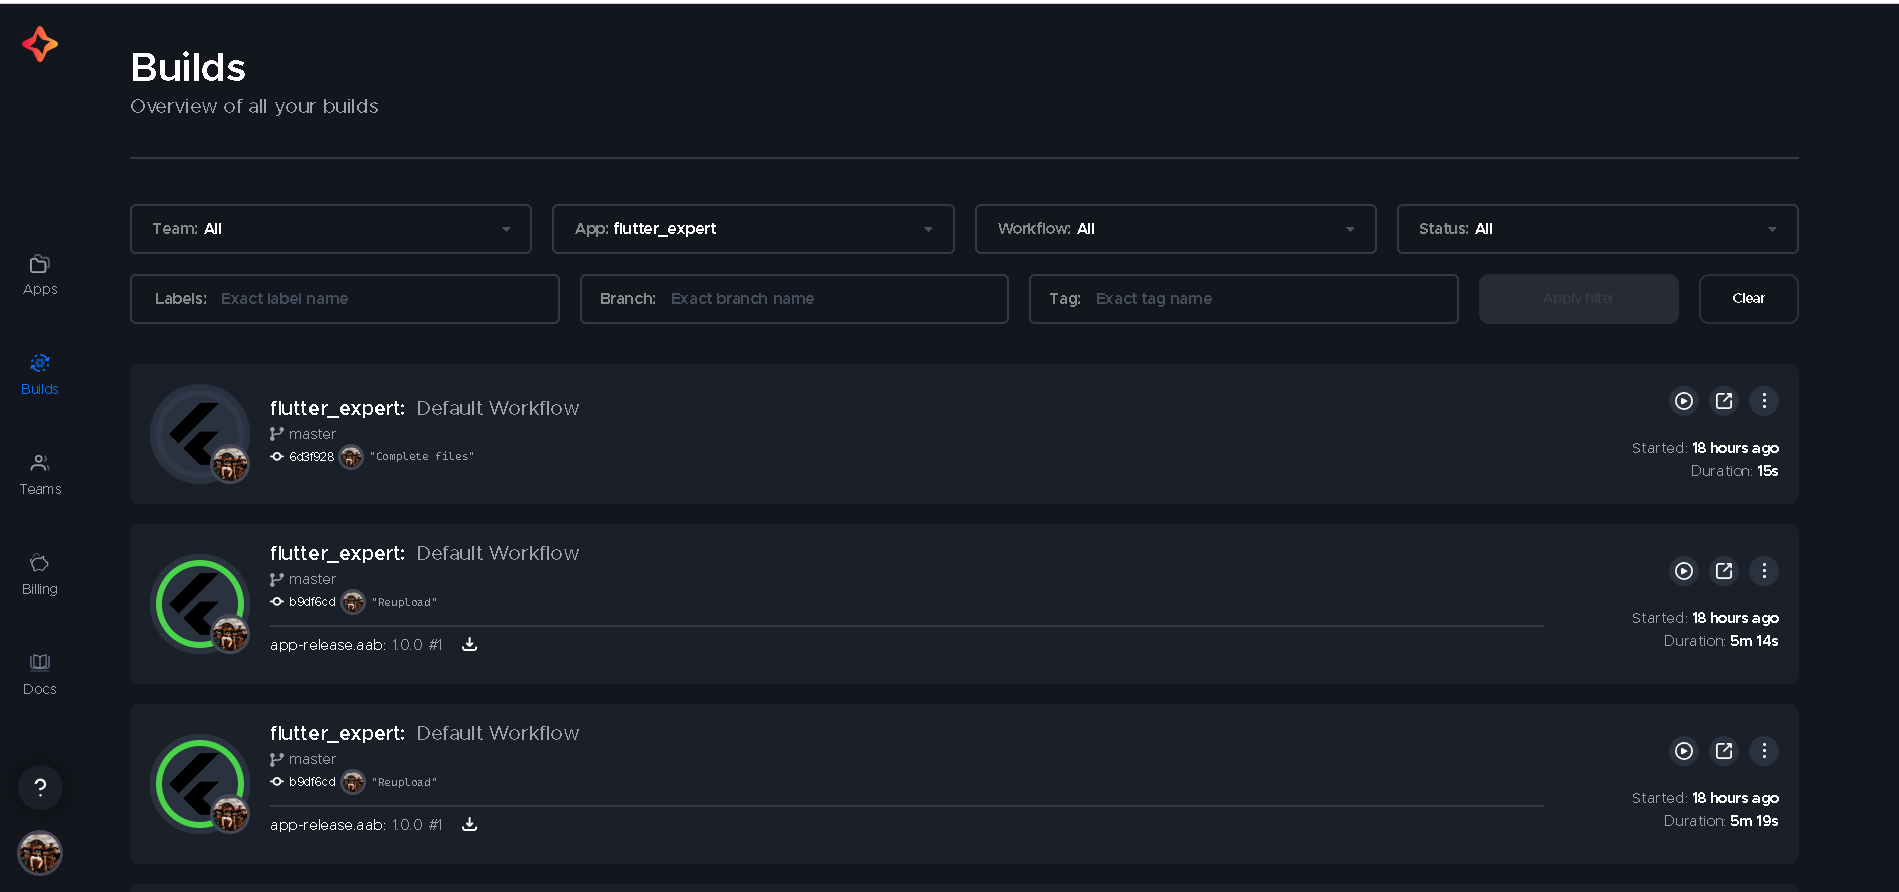 Builds
Overview of all your builds
Team: All
App: flutter_expert
Workflow: All
Status: All
Labels: Exact label name
Branch: Exact branch name
Tag: Exact tag name
Apply filter
Clear
Apps
Builds
Teams
Billing
Docs
?
flutter_expert: Default Workflow
master
6d3f928 "Complete files"
Started: 18 hours ago
Duration: 15s
flutter_expert: Default Workflow
master
b9df6cd "Reupload"
app-release.aab: 1.0.0 #1
Started: 18 hours ago
Duration: 5m 14s
flutter_expert: Default Workflow
master
b9df6cd "Reupload"
app-release.aab: 1.0.0 #1
Started: 18 hours ago
Duration: 5m 19s